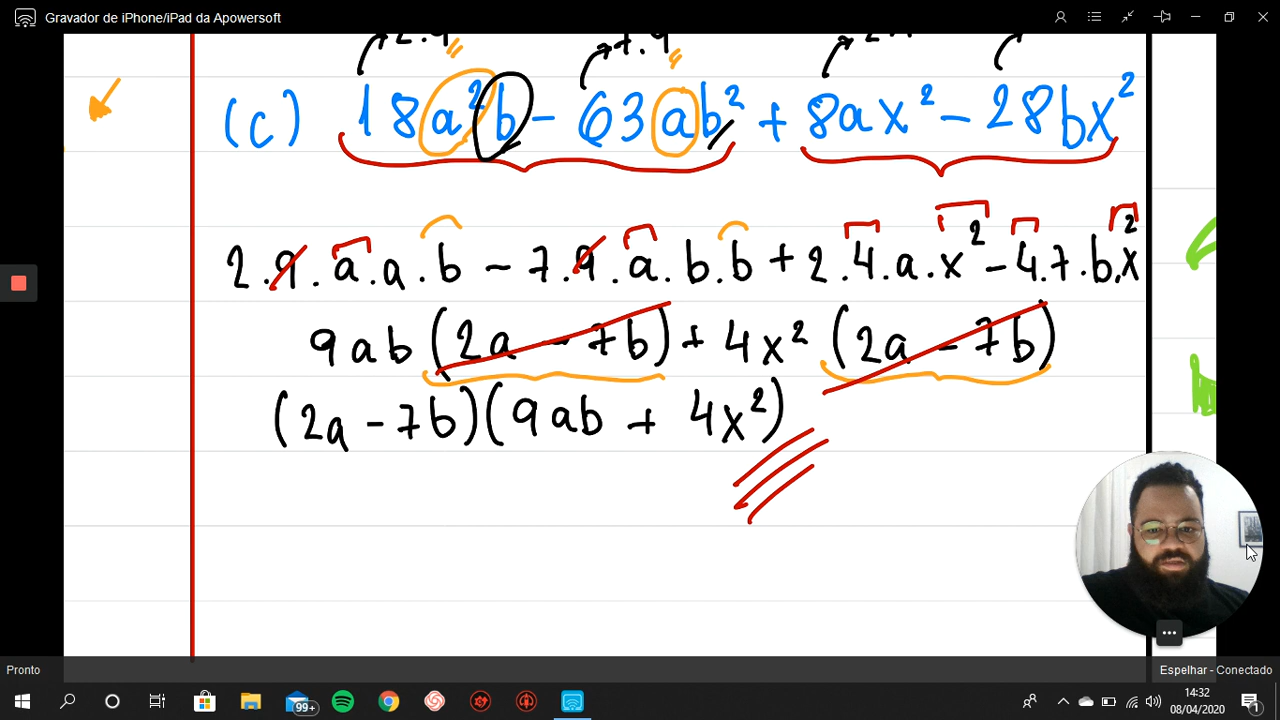 Gravador de iPhone/iPad da Apowersoft
(c) 18a²b - 63ab² + 8ax² - 28bx²
2.9.a.a.b - 7.9.a.b.b + 2.4.a.x² - 4.7.b.x²
9ab(2a - 7b) + 4x²(2a - 7b)
(2a - 7b)(9ab + 4x²)
Pronto
Espelhar - Conectado
99+
14:32
08/04/2020
1